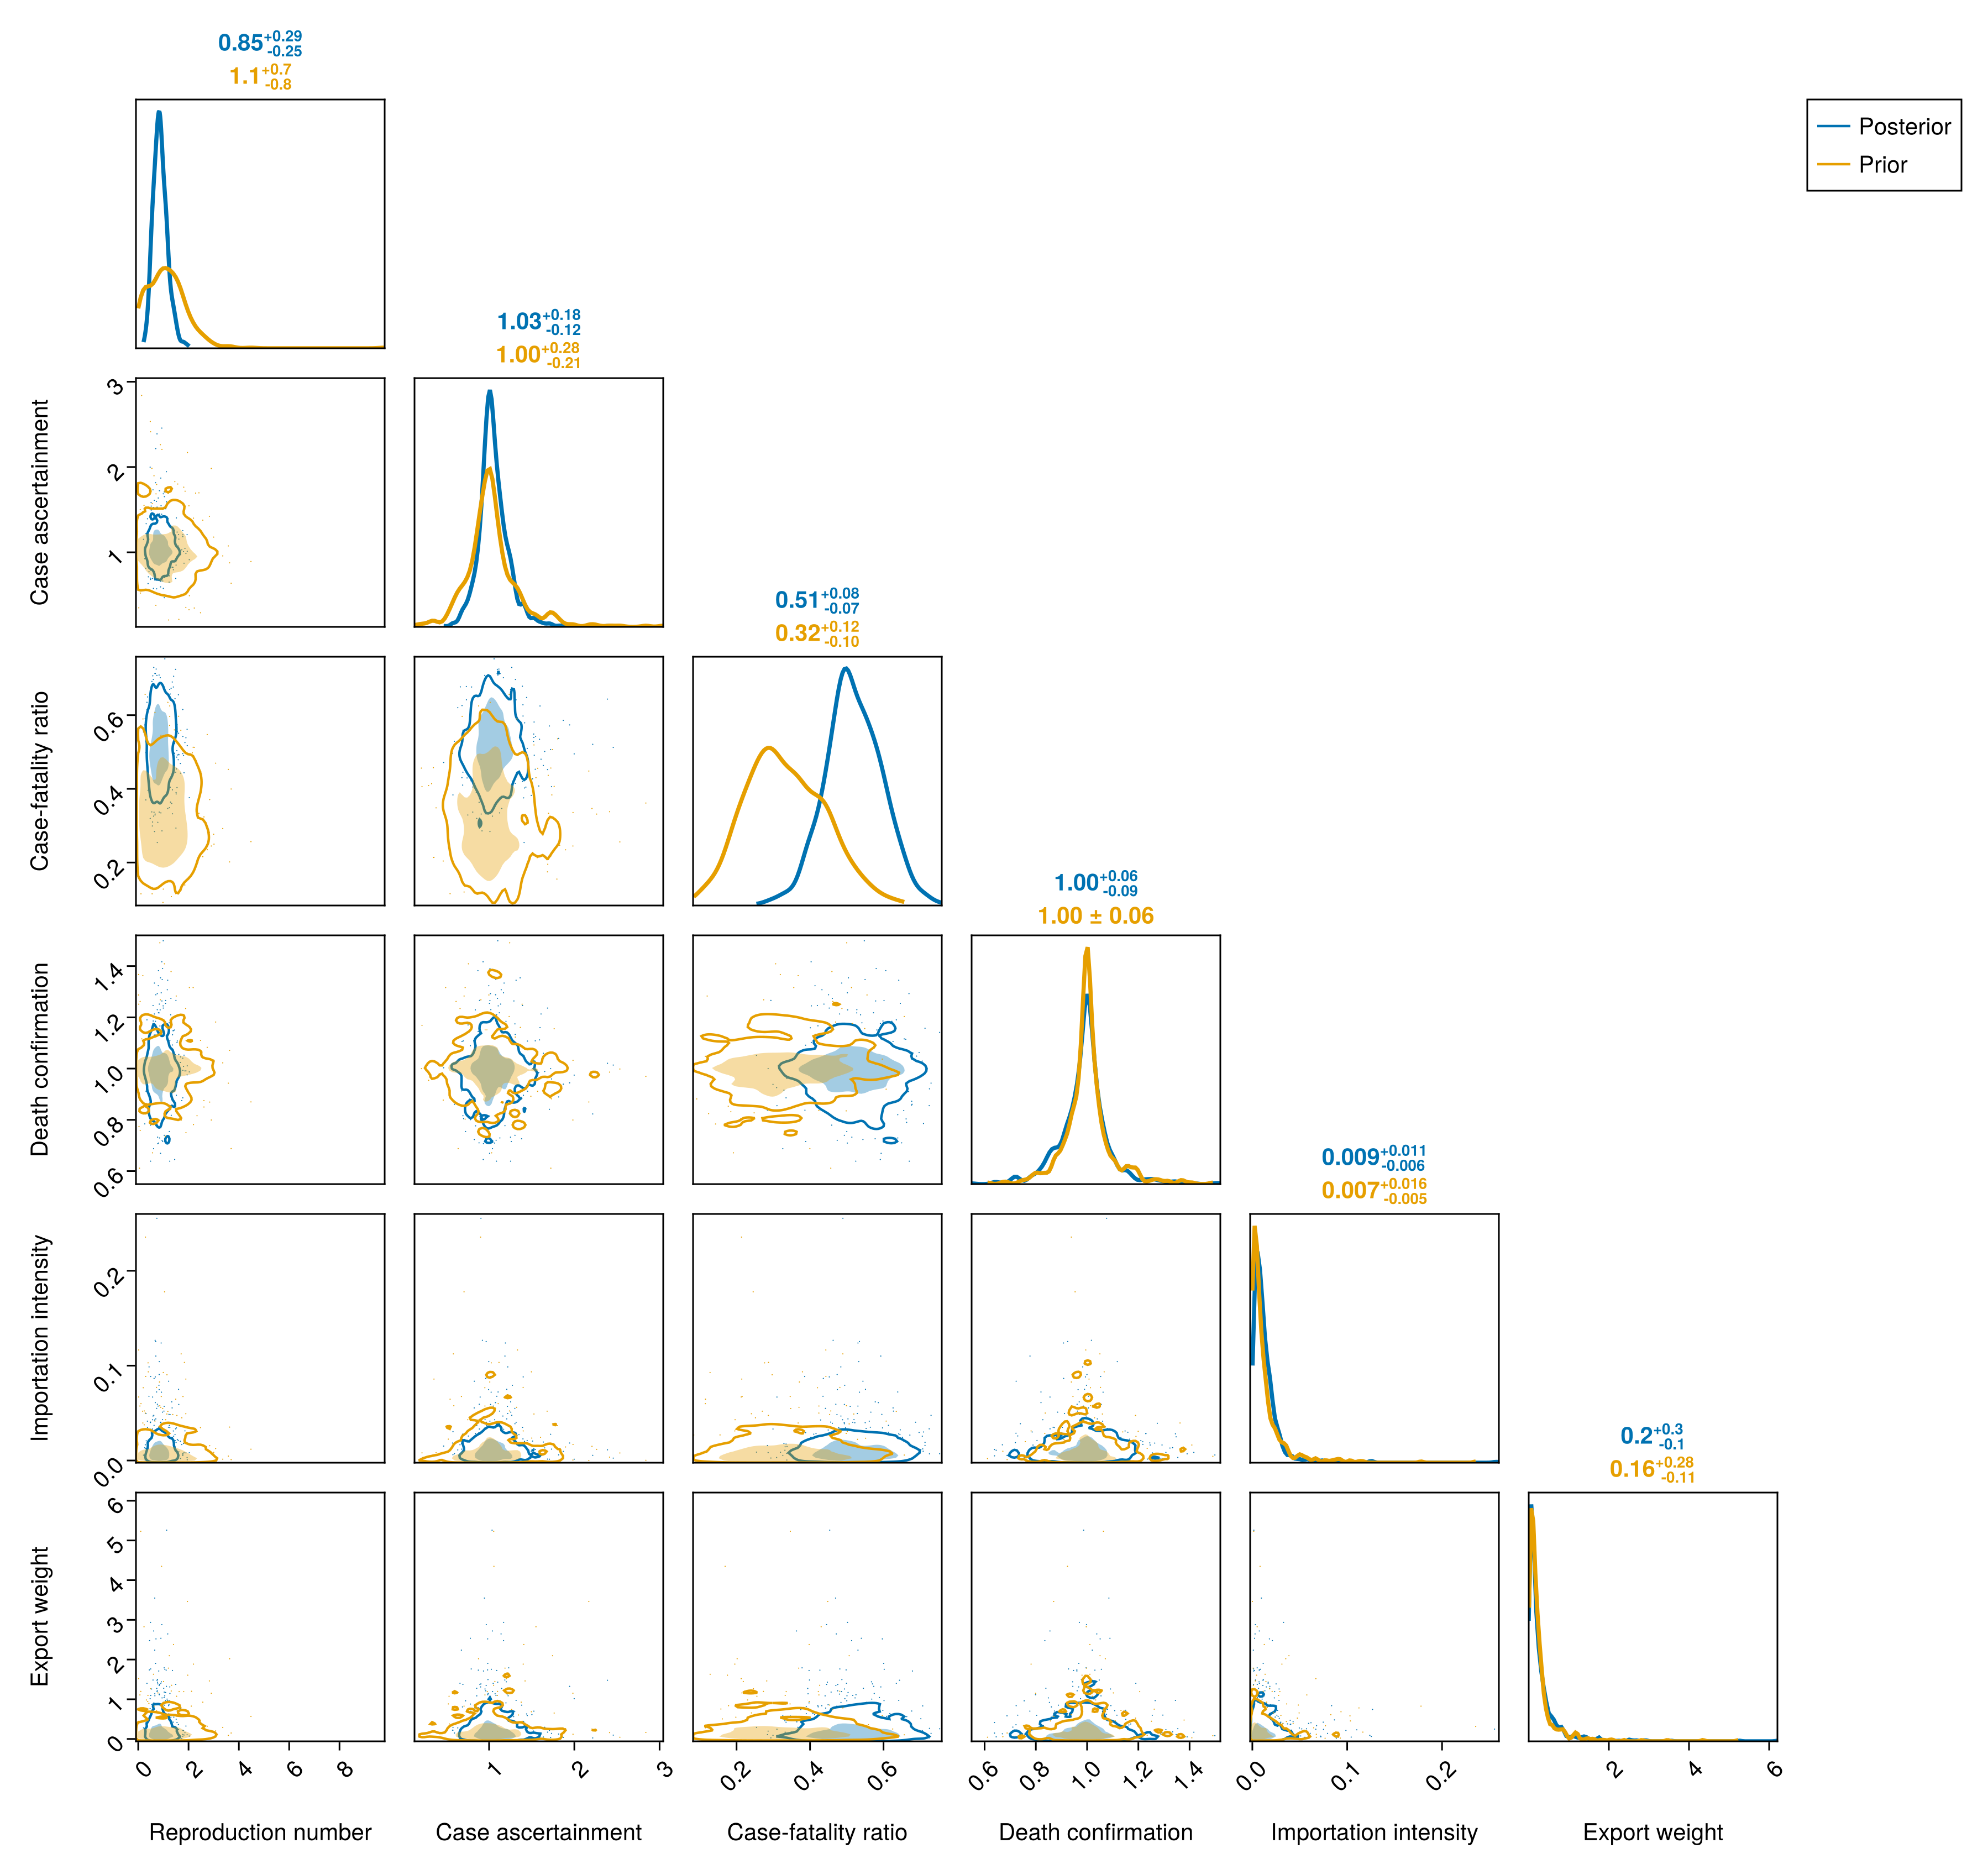 0.85+0.29-0.25
1.1+0.7-0.8
Posterior
Prior
1.03+0.18-0.12
1.00+0.28-0.21
Case ascertainment
3
2
1
0.51+0.08-0.07
0.32+0.12-0.10
Case-fatality ratio
0.6
0.4
0.2
1.00+0.06-0.09
1.00 ± 0.06
Death confirmation
1.4
1.2
1.0
0.8
0.6
0.009+0.011-0.006
0.007+0.016-0.005
Importation intensity
0.2
0.1
0.0
0.2+0.3-0.1
0.16+0.28-0.11
Export weight
6
5
4
3
2
1
0
0 2 4 6 8
1 2 3
0.2 0.4 0.6
0.6 0.8 1.0 1.2 1.4
0.0 0.1 0.2
2 4 6
Reproduction number
Case ascertainment
Case-fatality ratio
Death confirmation
Importation intensity
Export weight